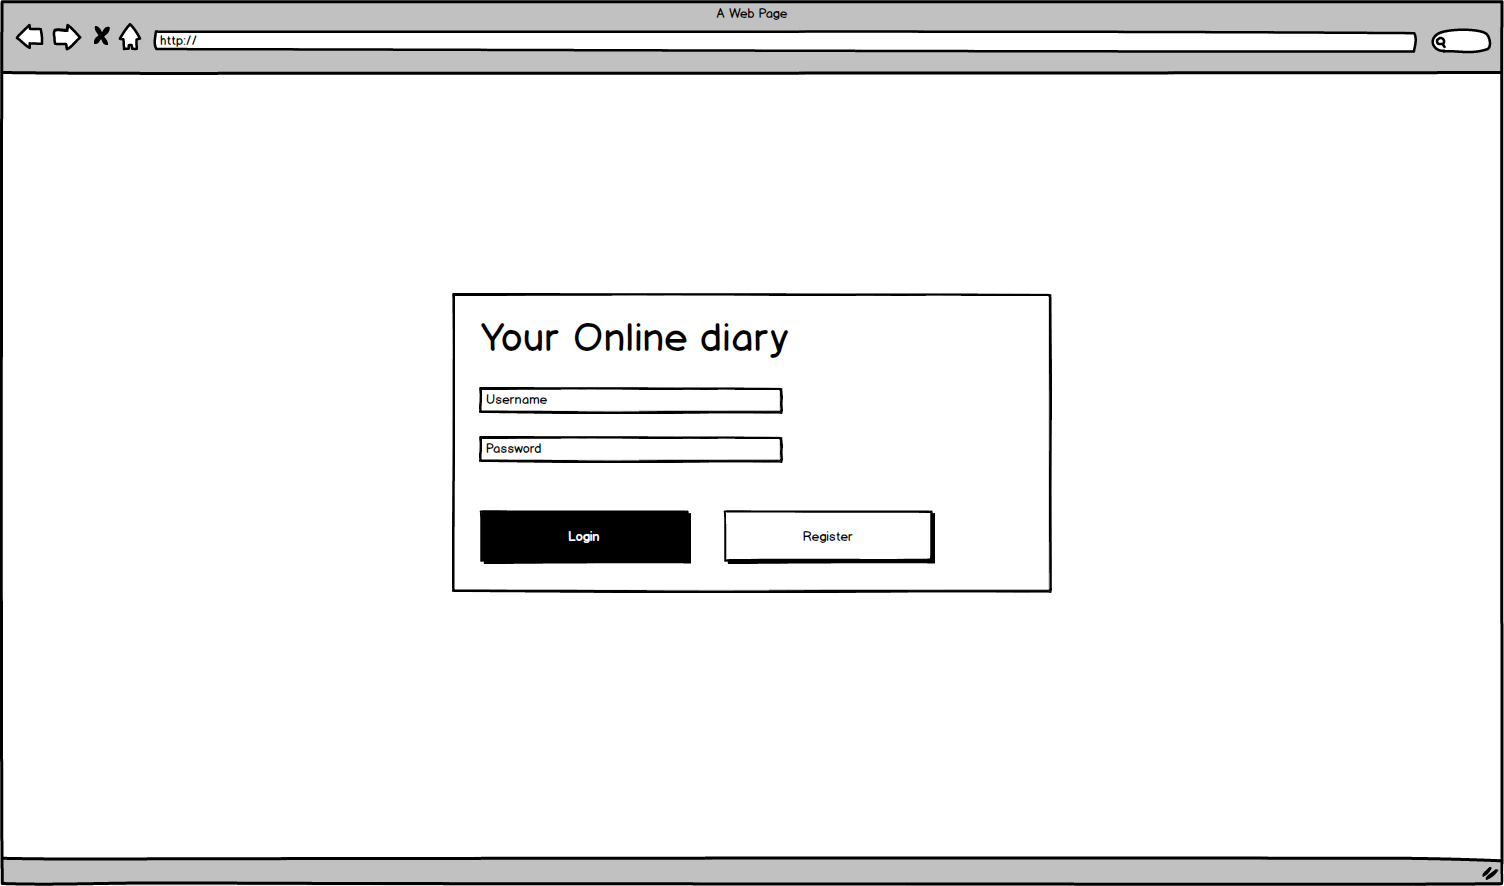 A Web Page
http://
Your Online diary
Username
Password
Login
Register